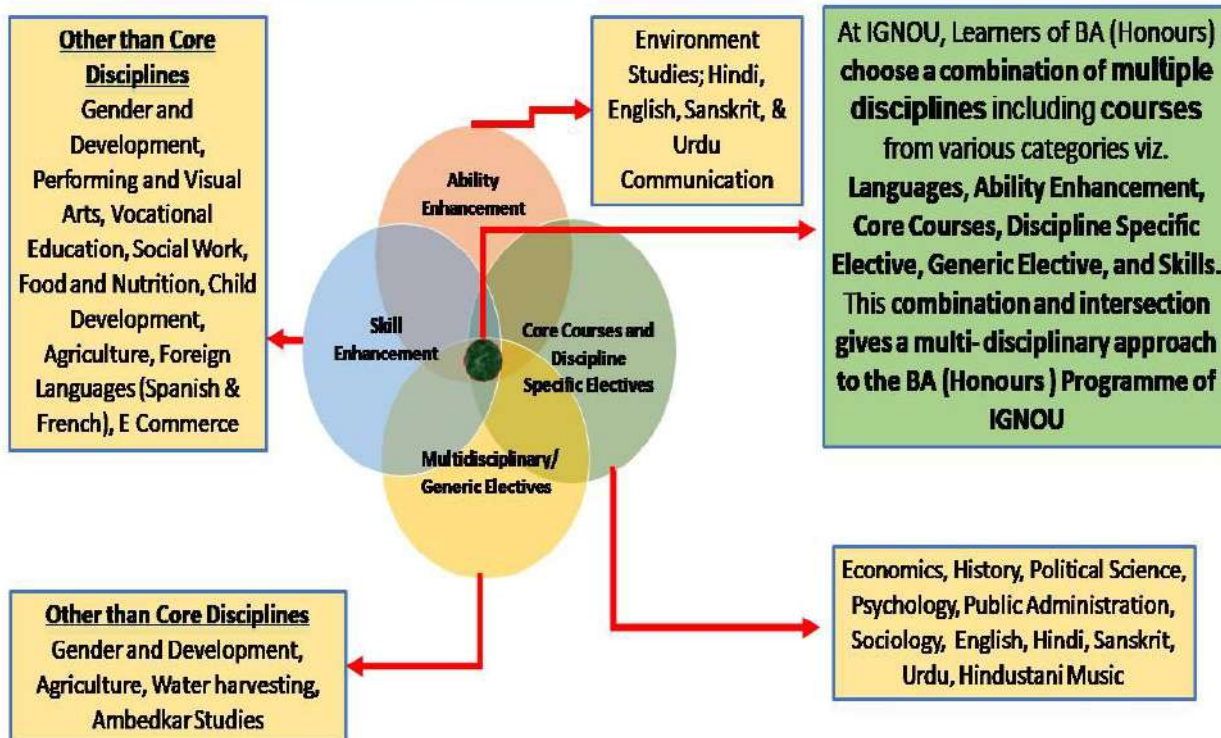 Other than Core
Disciplines
Gender and
Development,
Performing and Visual
Arts, Vocational
Education, Social Work,
Food and Nutrition, Child
Development,
Agriculture, Foreign
Languages (Spanish &
French), E Commerce
Environment
Studies; Hindi,
English, Sanskrit, &
Urdu
Communication
At IGNOU, Learners of BA (Honours)
choose a combination of multiple
disciplines including courses
from various categories viz.
Languages, Ability Enhancement,
Core Courses, Discipline Specific
Elective, Generic Elective, and Skills.
This combination and intersection
gives a multi- disciplinary approach
to the BA (Honours ) Programme of
IGNOU
Ability
Enhancement
Skill
Enhancement
Core Courses and
Discipline
Specific Electives
Multidisciplinary/
Generic Electives
Other than Core Disciplines
Gender and Development,
Agriculture, Water harvesting,
Ambedkar Studies
Economics, History, Political Science,
Psychology, Public Administration,
Sociology, English, Hindi, Sanskrit,
Urdu, Hindustani Music